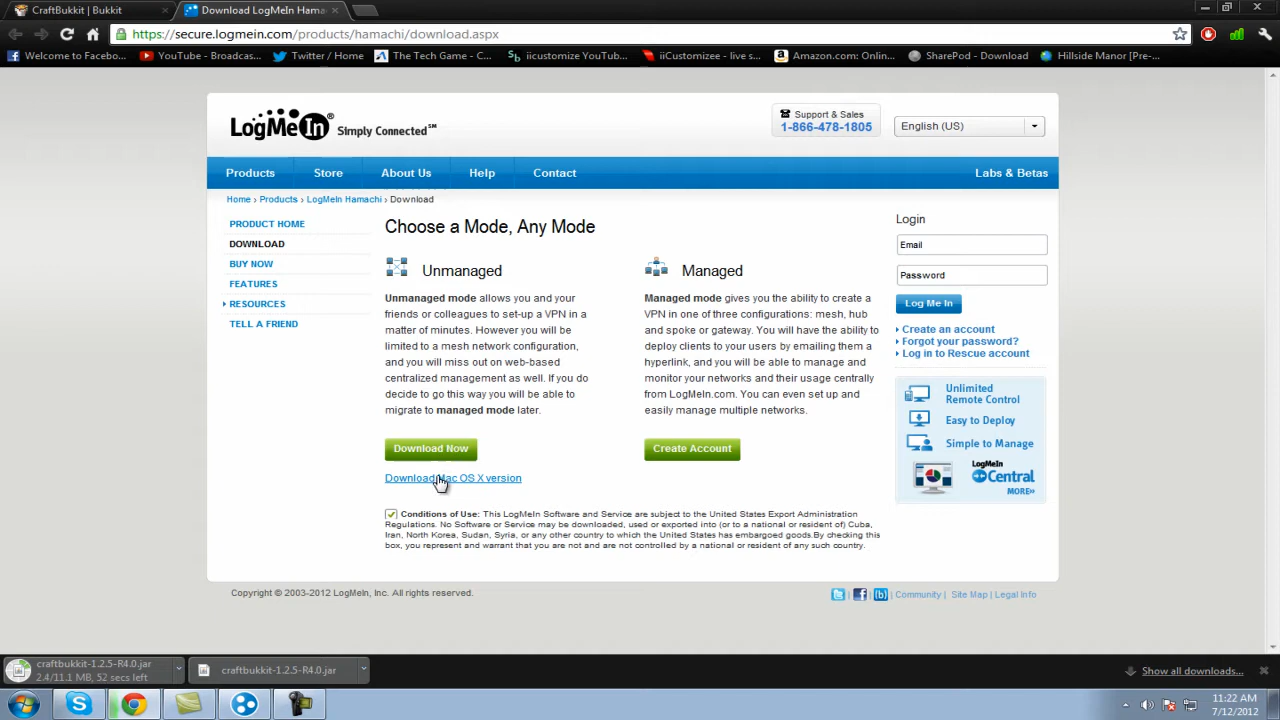 CraftBukkit | Bukkit
Download LogMeIn Hama
https://secure.logmein.com/products/hamachi/download.aspx
Welcome to Facebo...
YouTube - Broadcas...
Twitter / Home
The Tech Game - C...
iicustomize YouTub...
iiCustomizee - live s...
Amazon.com: Onlin...
SharePod - Download
Hillside Manor [Pre-...
LogMeIn® Simply Connected℠
Support & Sales
1-866-478-1805
English (US)
Products Store About Us Help Contact Labs & Betas
Home › Products › LogMeIn Hamachi › Download
PRODUCT HOME
DOWNLOAD
BUY NOW
FEATURES
RESOURCES
TELL A FRIEND
Choose a Mode, Any Mode
Unmanaged
Unmanaged mode allows you and your
friends or colleagues to set-up a VPN in a
matter of minutes. However you will be
limited to a mesh network configuration,
and you will miss out on web-based
centralized management as well. If you do
decide to go this way you will be able to
migrate to managed mode later.
Download Now
Download Mac OS X version
Managed
Managed mode gives you the ability to create a
VPN in one of three configurations: mesh, hub
and spoke or gateway. You will have the ability to
deploy clients to your users by emailing them a
hyperlink, and you will be able to manage and
monitor your networks and their usage centrally
from LogMeIn.com. You can even set up and
easily manage multiple networks.
Create Account
Conditions of Use: This LogMeIn Software and Service are subject to the United States Export Administration
Regulations. No Software or Service may be downloaded, used or exported into (or to a national or resident of) Cuba,
Iran, North Korea, Sudan, Syria, or any other country to which the United States has embargoed goods.By checking this
box, you represent and warrant that you are not and are not controlled by a national or resident of any such country.
Login
Email
Password
Log Me In
Create an account
Forgot your password?
Log in to Rescue account
Unlimited
Remote Control
Easy to Deploy
Simple to Manage
LogMeIn
Central
MORE»
Copyright © 2003-2012 LogMeIn, Inc. All rights reserved.
Community | Site Map | Legal Info
craftbukkit-1.2.5-R4.0.jar
2.4/11.1 MB, 52 secs left
craftbukkit-1.2.5-R4.0.jar
Show all downloads...
11:22 AM
7/12/2012